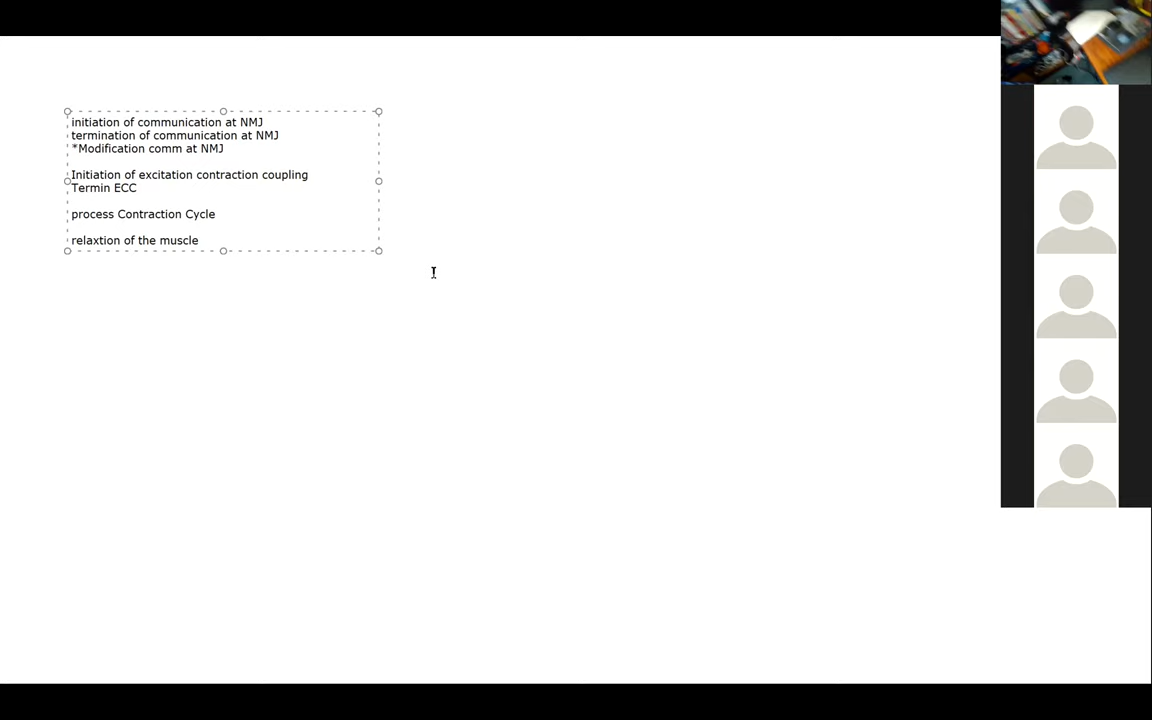 initiation of communication at NMJ
termination of communication at NMJ
*Modification comm at NMJ
Initiation of excitation contraction coupling
Termin ECC
process Contraction Cycle
relaxtion of the muscle